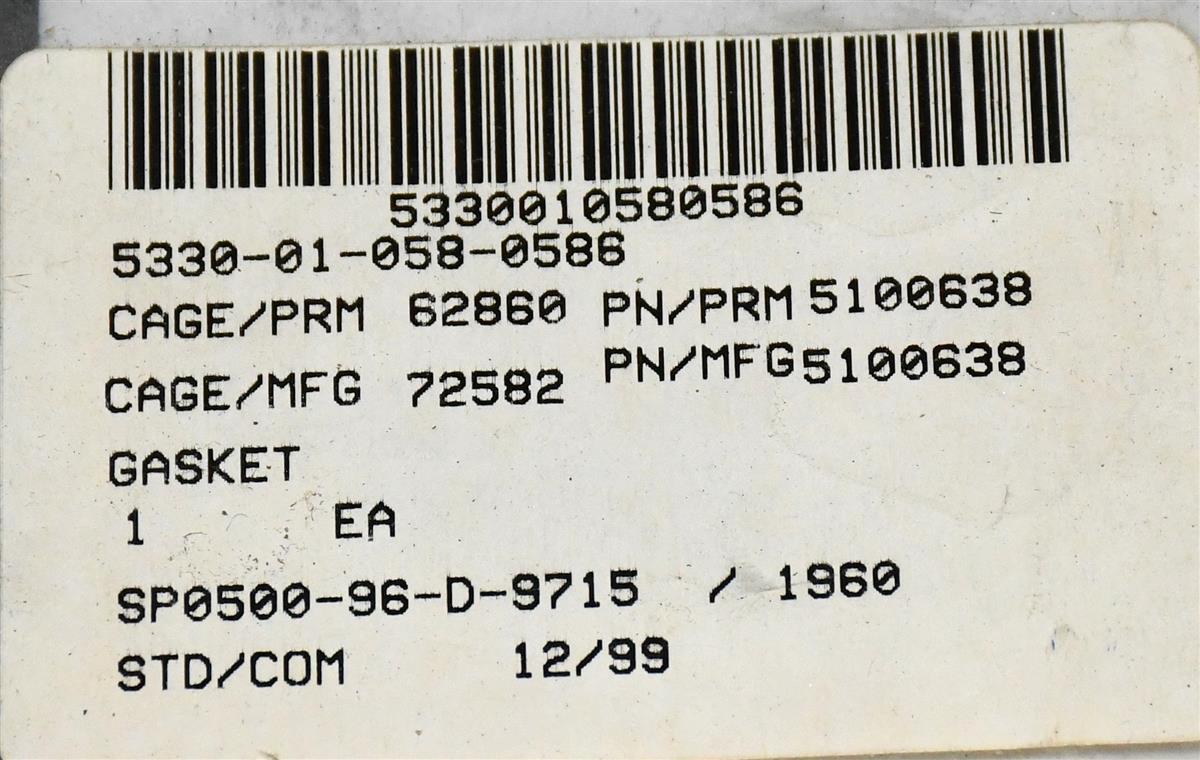 5330010580586
5330-01-058-0586
CAGE/PRM 62860 PN/PRM 5100638
CAGE/MFG 72582 PN/MFG 5100638
GASKET
1 EA
SP0500-96-D-9715 / 1960
STD/COM 12/99